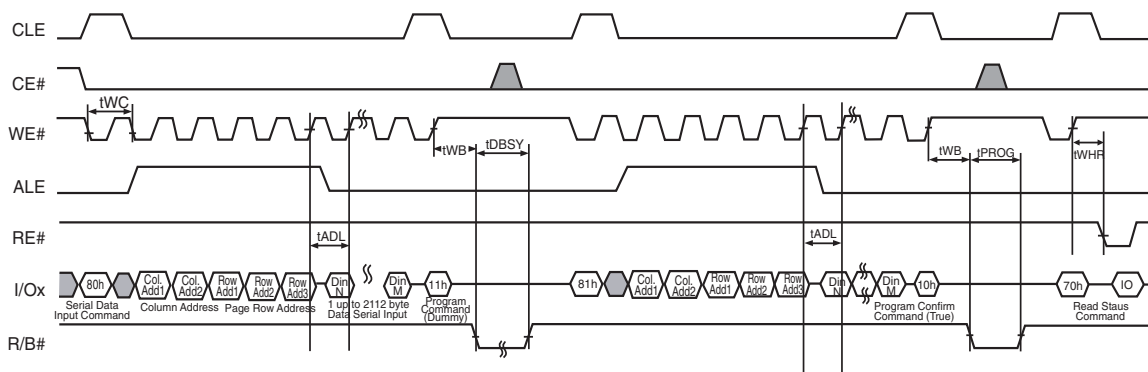 CLE
CE#
tWC
WE#
tWB
tDBSY
tWB
tPROG
tWHR
ALE
RE#
tADL
tADL
I/Ox
80h
Col. Add1
Col. Add2
Row Add1
Row Add2
Row Add3
Din N
Din M
11h
81h
Col. Add1
Col. Add2
Row Add1
Row Add2
Row Add3
Din N
Din M
10h
70h
IO
Serial Data
Input Command
Column Address
Page Row Address
1 up to 2112 byte
Data Serial Input
Program
Command
(Dummy)
Program Confirm
Command (True)
Read Staus
Command
R/B#